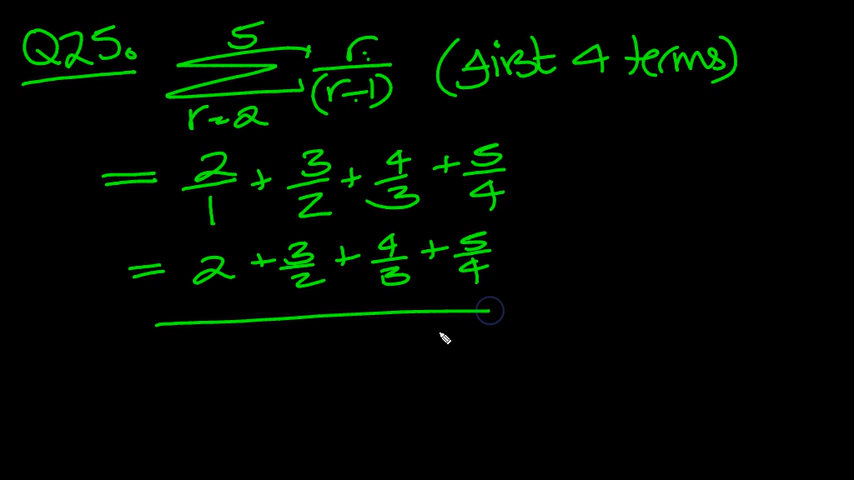 Q25. 5∑r=2 r/(r-1) (first 4 terms)
= 2/1 + 3/2 + 4/3 + 5/4
= 2 + 3/2 + 4/3 + 5/4